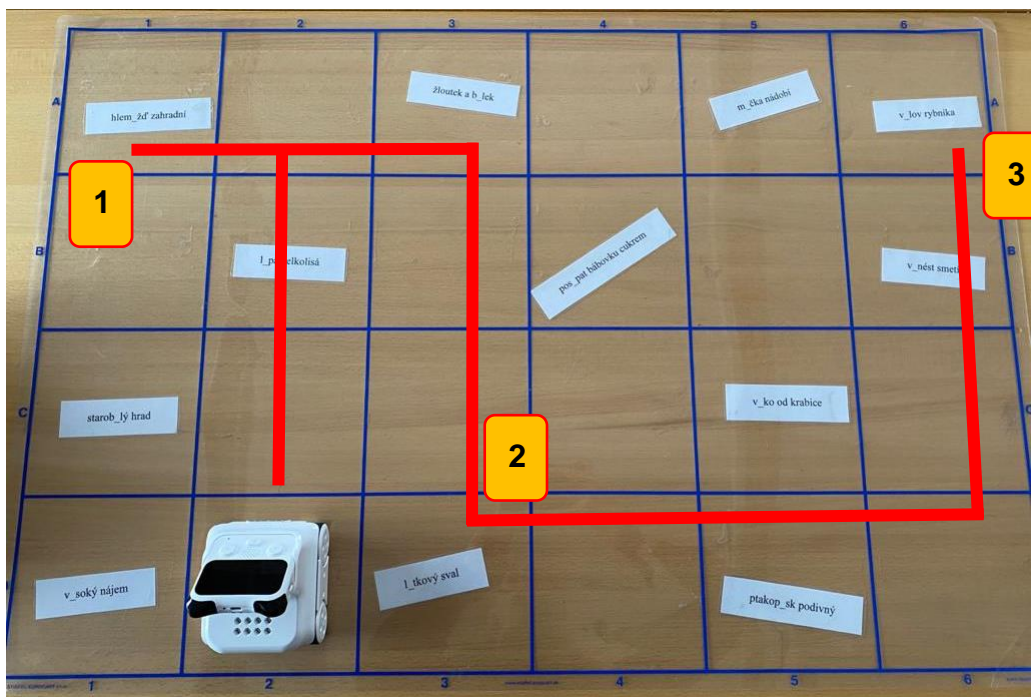 1 2 3 4 5 6
A
hlem_žď zahradní
žloutek a b_lek
m_čka nádobí
v_lov rybníka
A
1
3
B
l_p elkolisá
pos_pat bábovku cukrem
v_nést smetí
B
C
starob_lý hrad
v_ko od krabice
2
v_soký nájem
l_tkový sval
ptakop_sk podivný
1 2 3 4 5 6